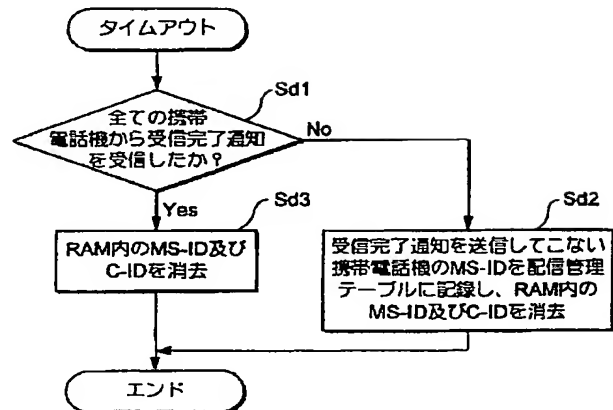 タイムアウト
Sd1
全ての携帯
電話機から受信完了通知
を受信したか？
No
Yes
Sd3
RAM内のMS-ID及び
C-IDを消去
Sd2
受信完了通知を送信してこない
携帯電話機のMS-IDを配信管理
テーブルに記録し、RAM内の
MS-ID及びC-IDを消去
エンド